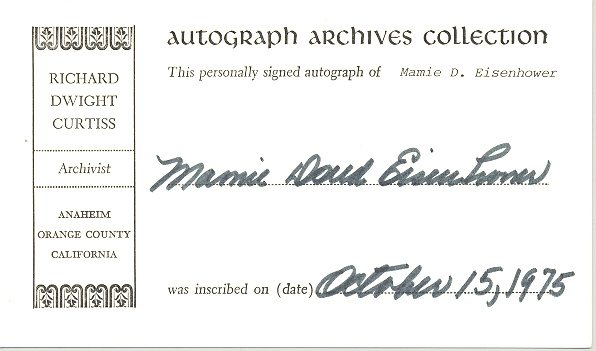 AUTOGRAPH ARCHIVES COLLECTION
This personally signed autograph of Mamie D. Eisenhower
Mamie Doud Eisenhower
was inscribed on (date) October 15, 1975
RICHARD
DWIGHT
CURTISS
Archivist
ANAHEIM
ORANGE COUNTY
CALIFORNIA